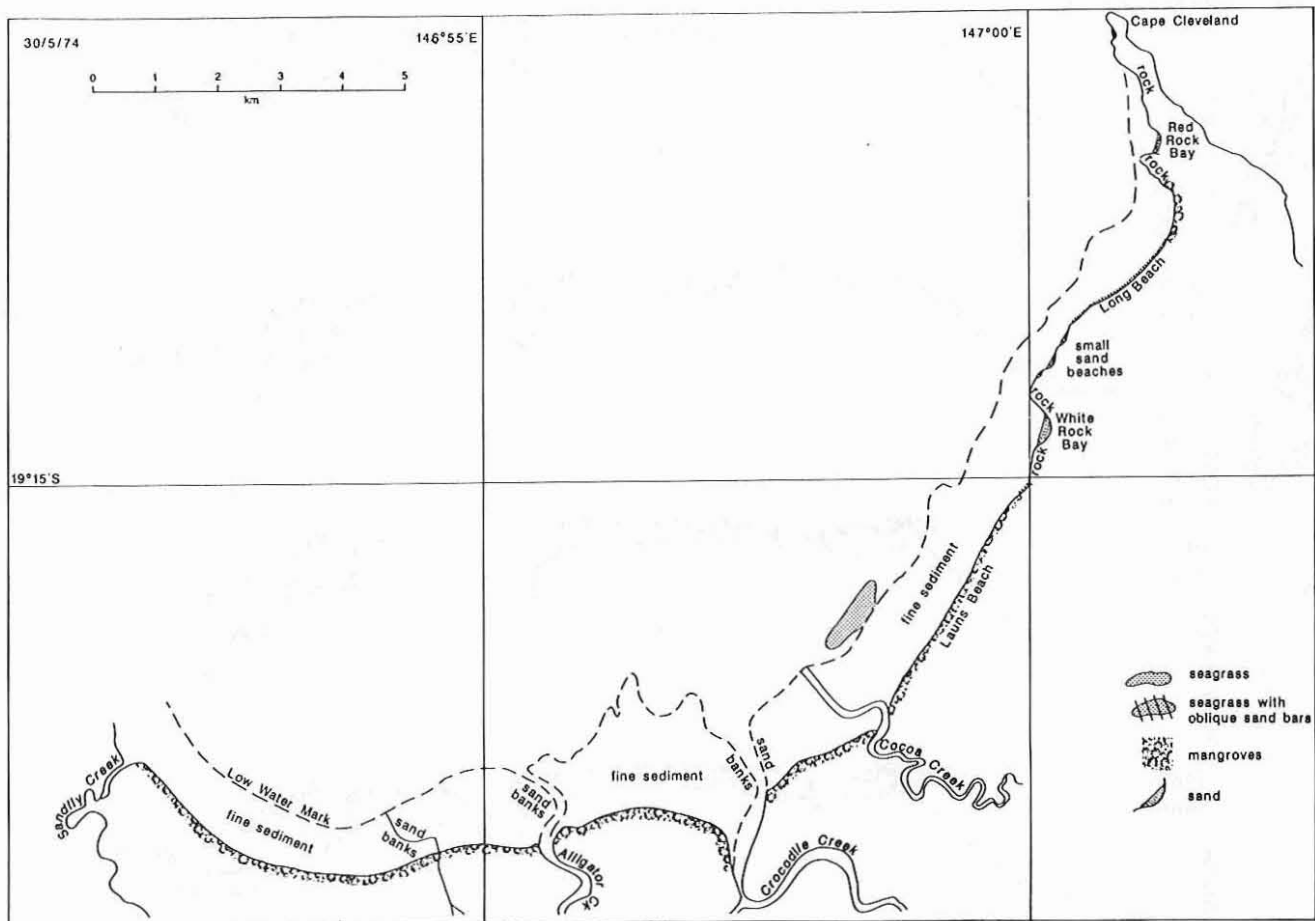 30/5/74
146°55'E
147°00'E
0 1 2 3 4 5
km
Cape Cleveland
rock
Red
Rock
Bay
rock
Long Beach
small
sand
beaches
rock
White
Rock
Bay
rock
19°15'S
fine sediment
Launs Beach
seagrass
seagrass with
oblique sand bars
mangroves
sand
Cocoa
Creek
sand
banks
fine sediment
sand
banks
Low Water Mark
Sandfly Creek
fine sediment
sand
banks
Alligator
Ck
Crocodile Creek